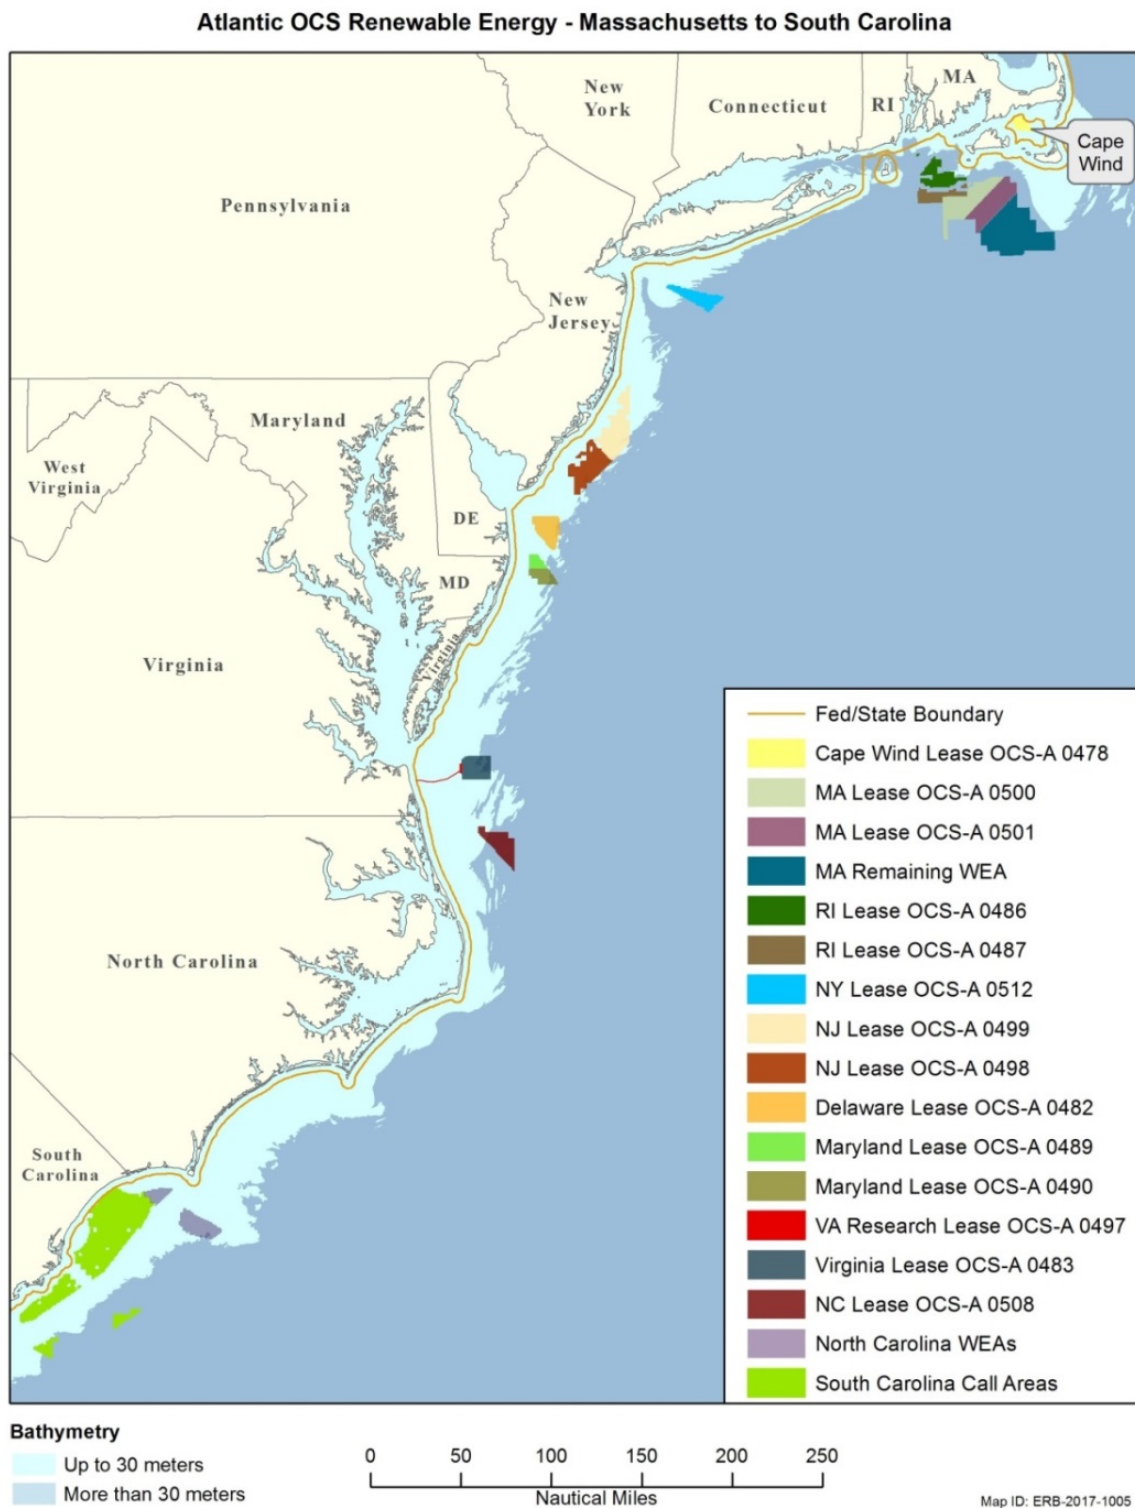 Atlantic OCS Renewable Energy - Massachusetts to South Carolina
New
York
Connecticut
RI
MA
Cape
Wind
Pennsylvania
New
Jersey
Maryland
West
Virginia
DE
MD
Virginia
Virginia
North Carolina
South
Carolina
Fed/State Boundary
Cape Wind Lease OCS-A 0478
MA Lease OCS-A 0500
MA Lease OCS-A 0501
MA Remaining WEA
RI Lease OCS-A 0486
RI Lease OCS-A 0487
NY Lease OCS-A 0512
NJ Lease OCS-A 0499
NJ Lease OCS-A 0498
Delaware Lease OCS-A 0482
Maryland Lease OCS-A 0489
Maryland Lease OCS-A 0490
VA Research Lease OCS-A 0497
Virginia Lease OCS-A 0483
NC Lease OCS-A 0508
North Carolina WEAs
South Carolina Call Areas
Bathymetry
Up to 30 meters
More than 30 meters
0 50 100 150 200 250
Nautical Miles
Map ID: ERB-2017-1005